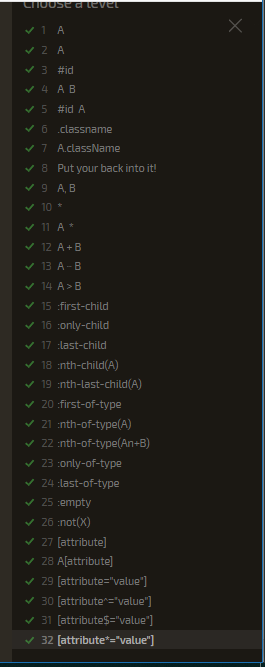 Choose a level
1 A
2 A
3 #id
4 A B
5 #id A
6 .classname
7 A.className
8 Put your back into it!
9 A, B
10 *
11 A *
12 A + B
13 A ~ B
14 A > B
15 :first-child
16 :only-child
17 :last-child
18 :nth-child(A)
19 :nth-last-child(A)
20 :first-of-type
21 :nth-of-type(A)
22 :nth-of-type(An+B)
23 :only-of-type
24 :last-of-type
25 :empty
26 :not(X)
27 [attribute]
28 A[attribute]
29 [attribute="value"]
30 [attribute^="value"]
31 [attribute$="value"]
32 [attribute*="value"]